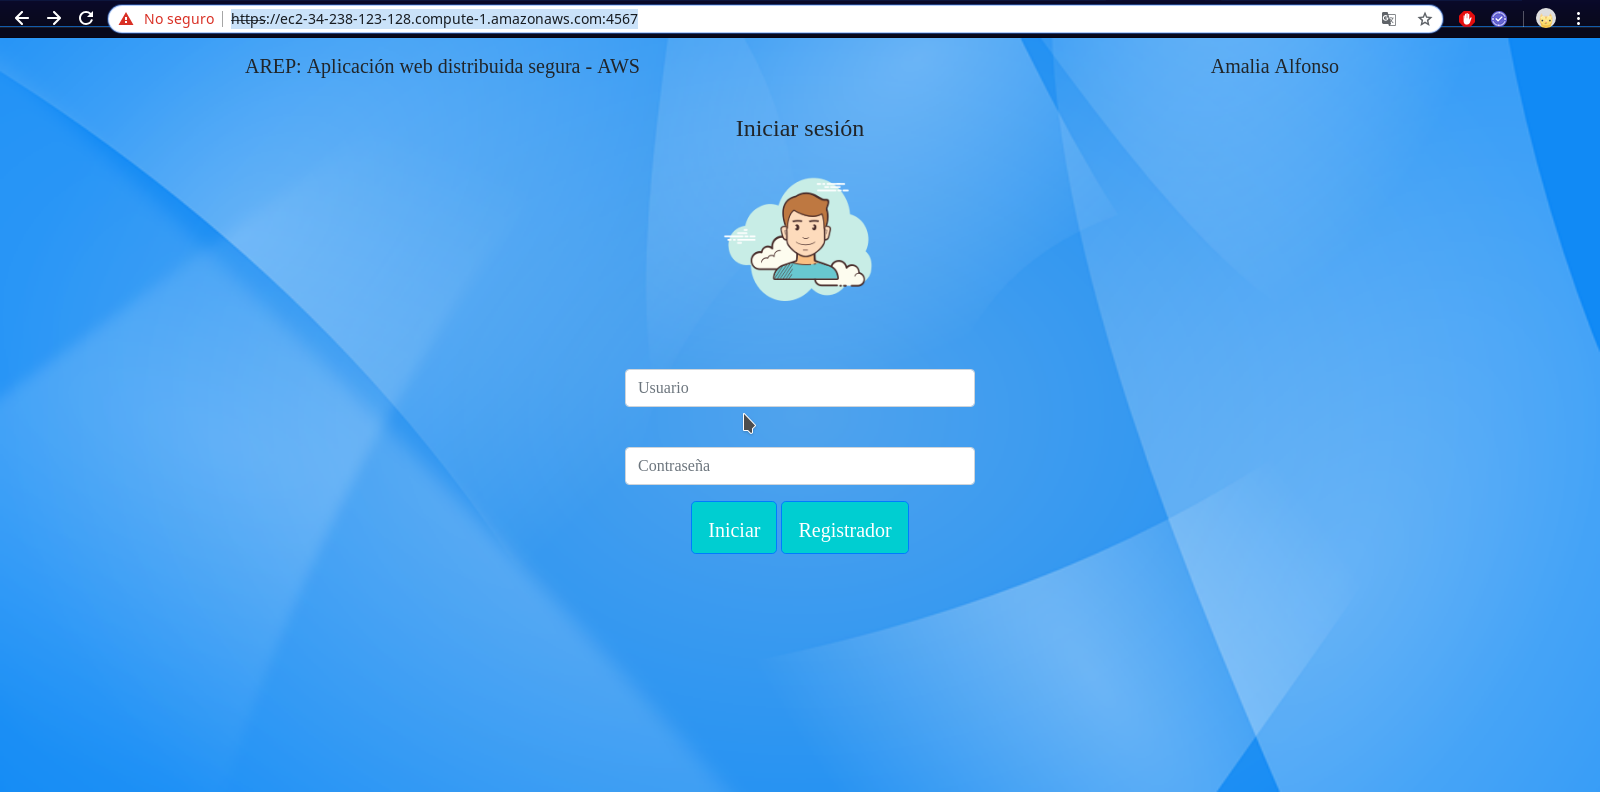 No seguro
https://ec2-34-238-123-128.compute-1.amazonaws.com:4567
AREP: Aplicación web distribuida segura - AWS
Amalia Alfonso
Iniciar sesión
Usuario
Contraseña
Iniciar
Registrador